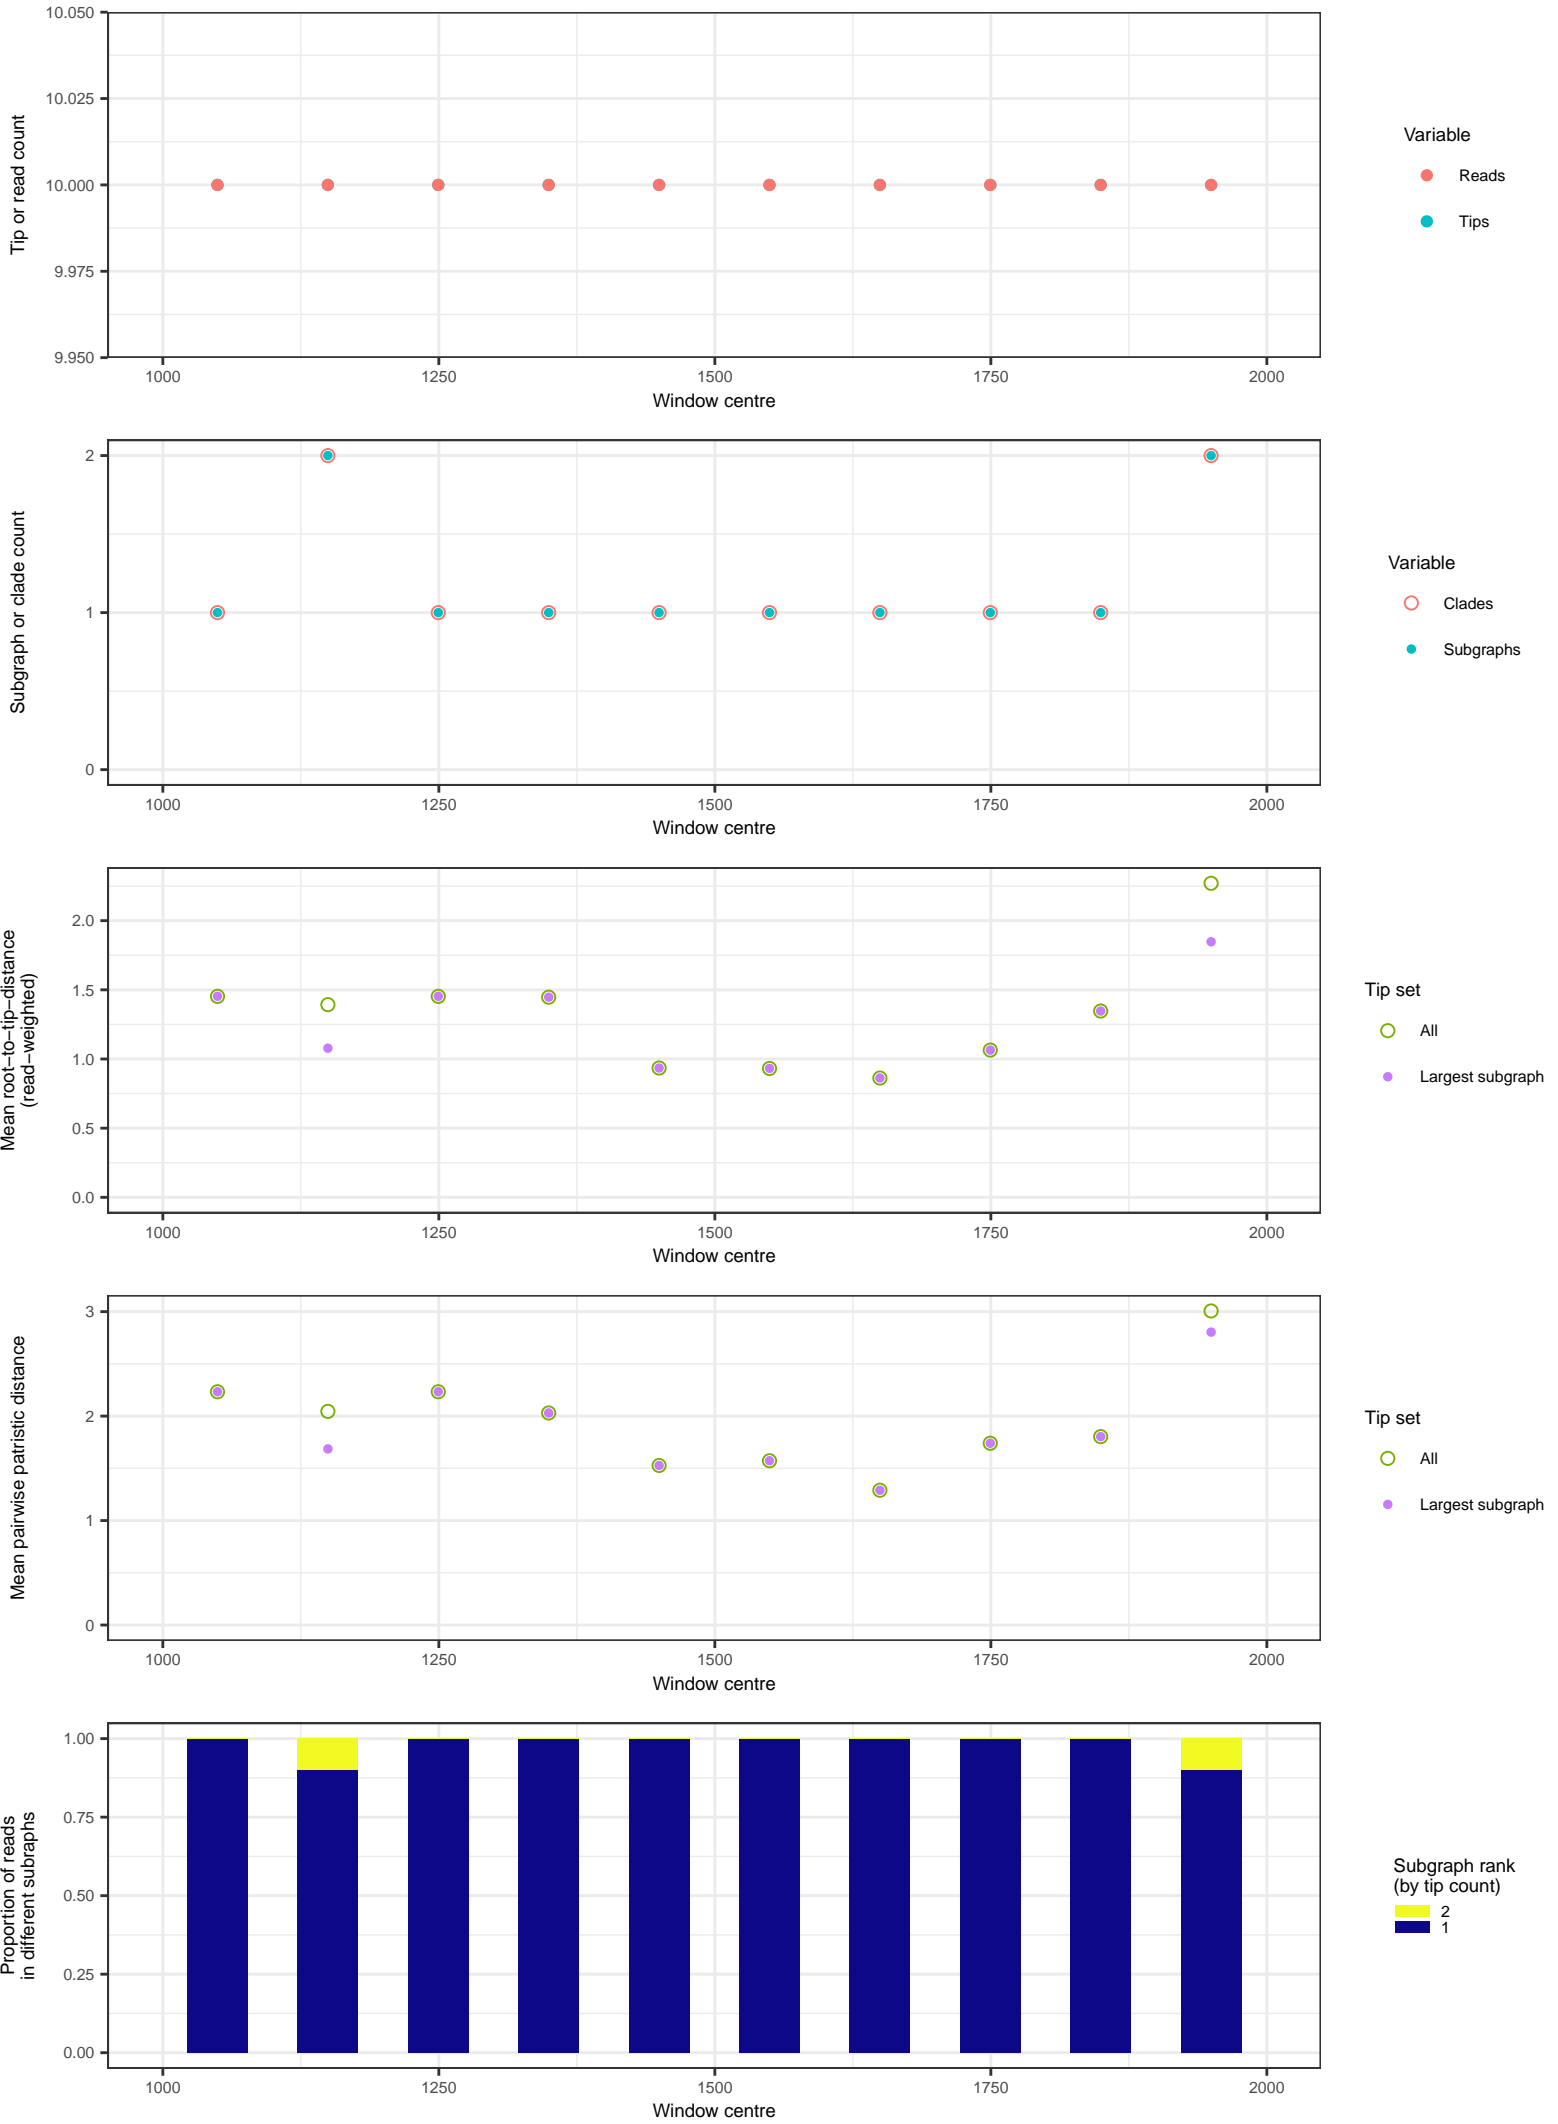 10.050
10.025
10.000
9.975
9.950
Tip or read count
1000
1250
1500
1750
2000
Window centre
Variable
Reads
Tips
2
1
0
Subgraph or clade count
1000
1250
1500
1750
2000
Window centre
Variable
Clades
Subgraphs
2.0
1.5
1.0
0.5
0.0
Mean root−to−tip−distance
(read−weighted)
1000
1250
1500
1750
2000
Window centre
Tip set
All
Largest subgraph
3
2
1
0
Mean pairwise patristic distance
1000
1250
1500
1750
2000
Window centre
Tip set
All
Largest subgraph
1.00
0.75
0.50
0.25
0.00
Proportion of reads
in different subraphs
1000
1250
1500
1750
2000
Window centre
Subgraph rank
(by tip count)
2
1